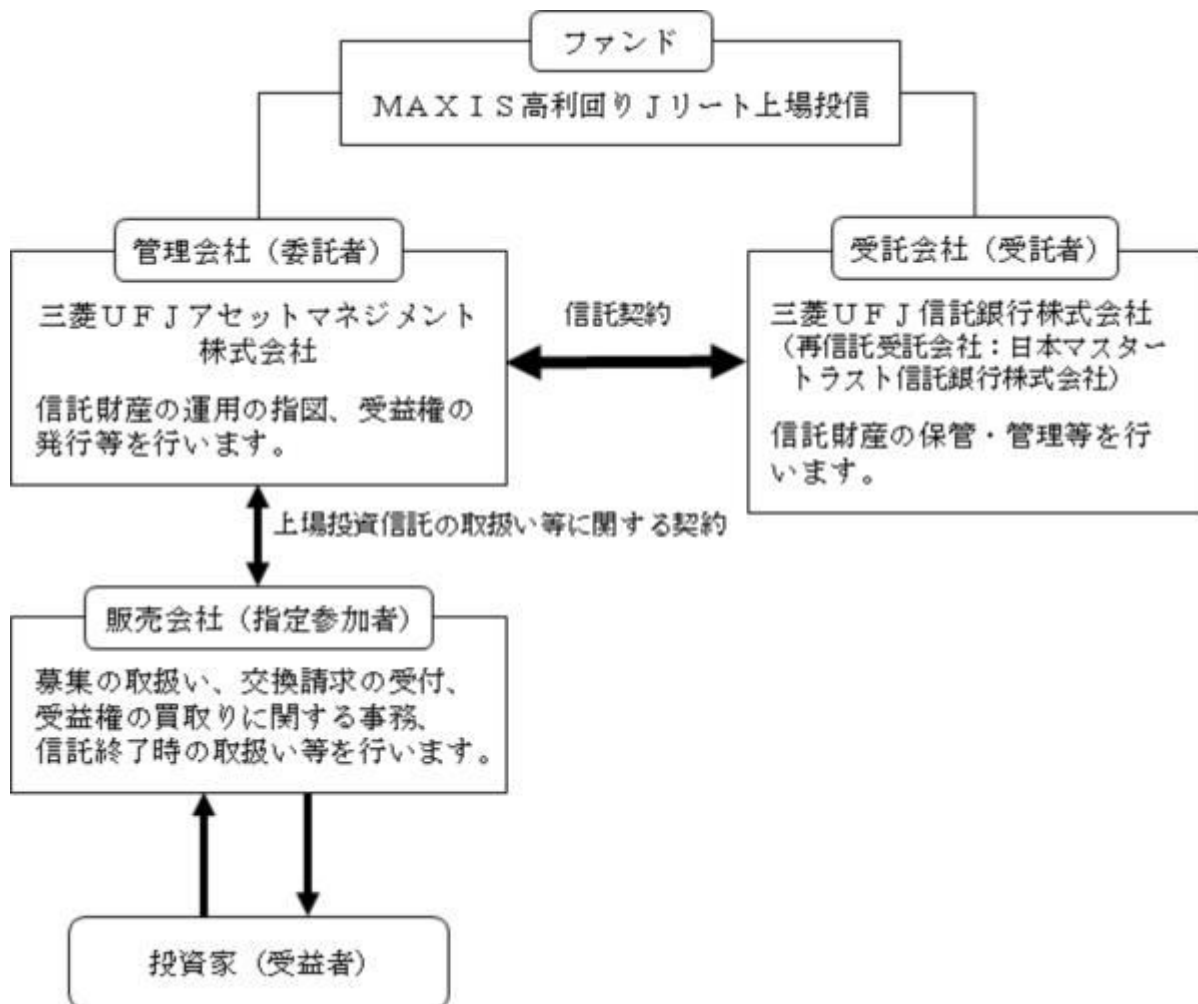 ファンド
ＭＡＸＩＳ高利回りＪリート上場投信
管理会社（委託者）
三菱ＵＦＪアセットマネジメント
株式会社
信託財産の運用の指図、受益権の
発行等を行います。
信託契約
受託会社（受託者）
三菱ＵＦＪ信託銀行株式会社
（再信託受託会社：日本マスター
トラスト信託銀行株式会社）
信託財産の保管・管理等を行
います。
上場投資信託の取扱い等に関する契約
販売会社（指定参加者）
募集の取扱い、交換請求の受付、
受益権の買取りに関する事務、
信託終了時の取扱い等を行います。
投資家（受益者）